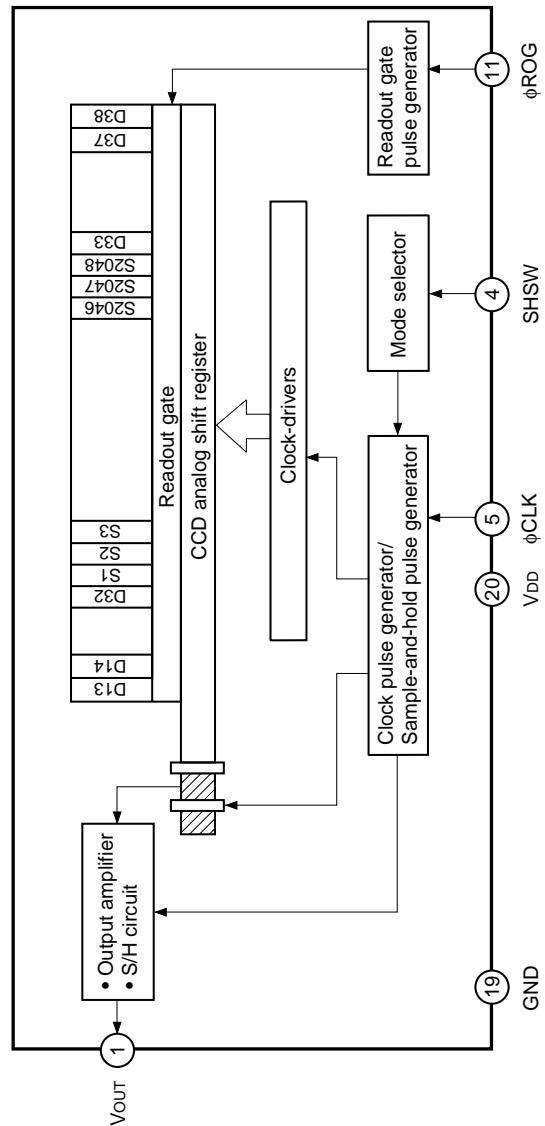 D13
D14
D32
S1
S2
S3
S2046
S2047
S2048
D33
D37
D38
Readout gate
CCD analog shift register
• Output amplifier
• S/H circuit
Clock-drivers
Clock pulse generator/
Sample-and-hold pulse generator
Mode selector
Readout gate
pulse generator
VOUT
1
19
GND
20
VDD
5
ϕCLK
4
SHSW
11
ϕROG